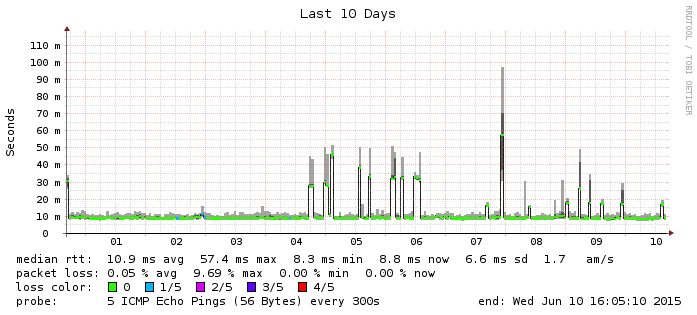 Last 10 Days
RRDTOOL / TOBI OETIKER
Seconds
110 m
100 m
90 m
80 m
70 m
60 m
50 m
40 m
30 m
20 m
10 m
0
01 02 03 04 05 06 07 08 09 10
median rtt: 10.9 ms avg 57.4 ms max 8.3 ms min 8.8 ms now 6.6 ms sd 1.7 am/s
packet loss: 0.05 % avg 9.69 % max 0.00 % min 0.00 % now
loss color: 0 1/5 2/5 3/5 4/5
probe: 5 ICMP Echo Pings (56 Bytes) every 300s end: Wed Jun 10 16:05:10 2015